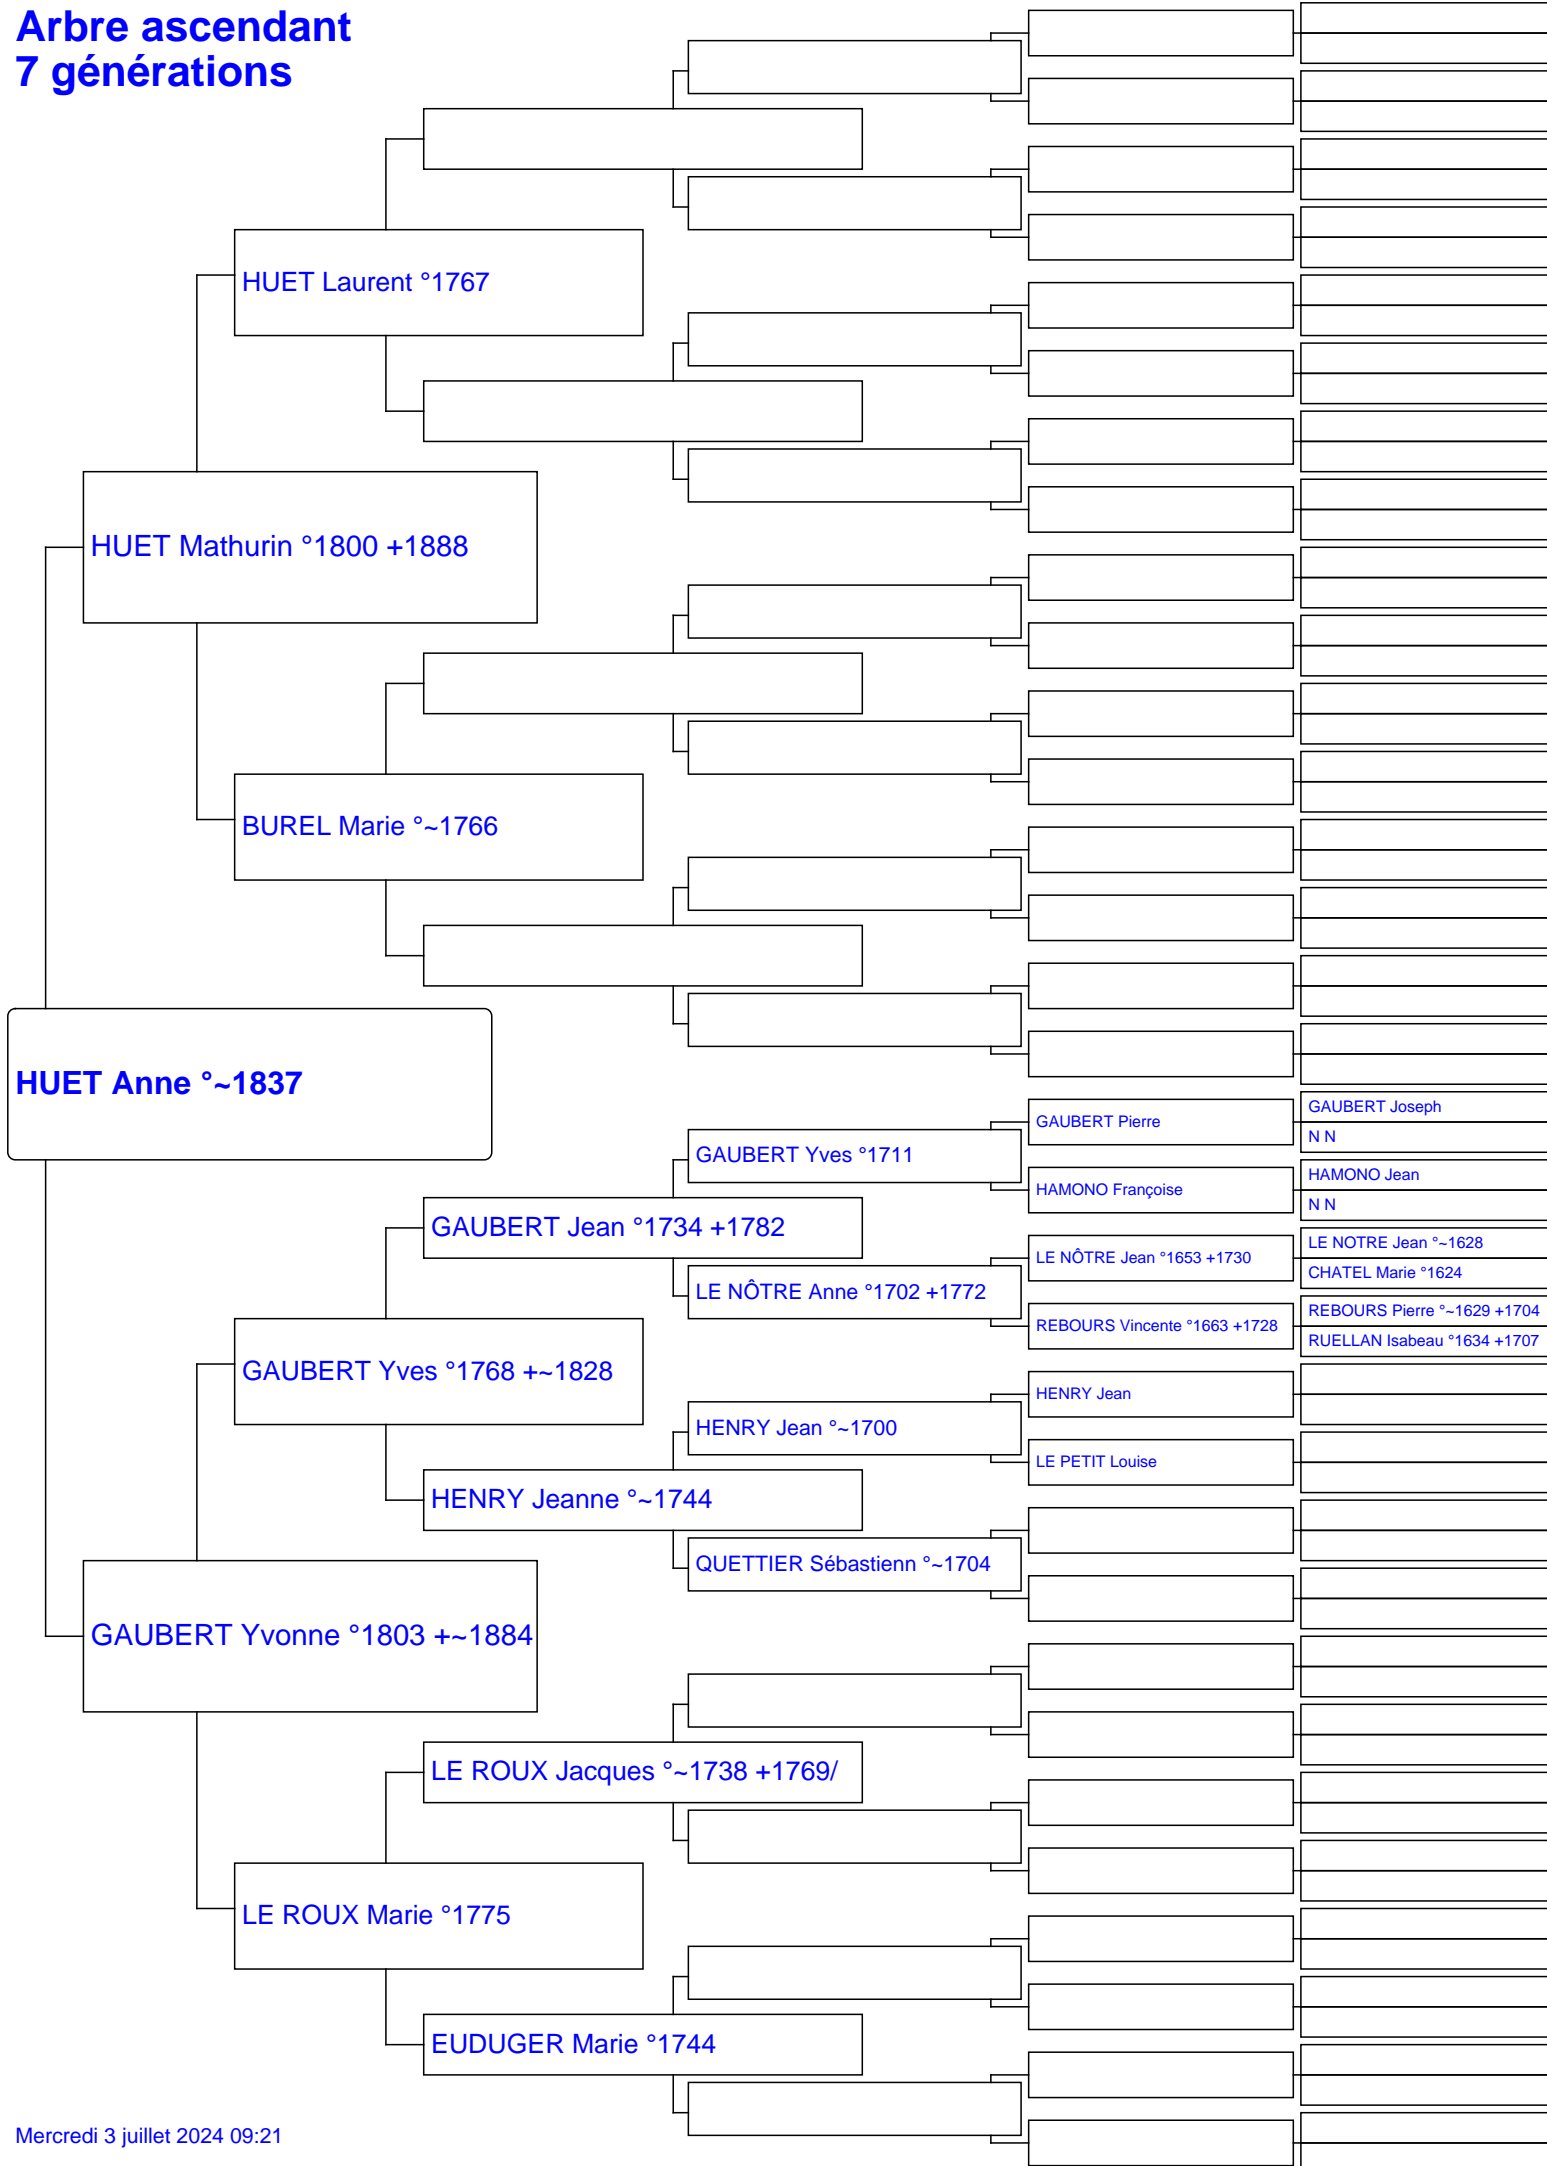 Arbre ascendant
7 générations
HUET Laurent °1767
HUET Mathurin °1800 +1888
BUREL Marie °~1766
HUET Anne °~1837
GAUBERT Pierre
GAUBERT Joseph
N N
GAUBERT Yves °1711
HAMONO Françoise
HAMONO Jean
N N
GAUBERT Jean °1734 +1782
LE NÔTRE Jean °1653 +1730
LE NOTRE Jean °~1628
CHATEL Marie °1624
LE NÔTRE Anne °1702 +1772
REBOURS Vincente °1663 +1728
REBOURS Pierre °~1629 +1704
RUELLAN Isabeau °1634 +1707
GAUBERT Yves °1768 +~1828
HENRY Jean
HENRY Jean °~1700
LE PETIT Louise
HENRY Jeanne °~1744
QUETTIER Sébastienn °~1704
GAUBERT Yvonne °1803 +~1884
LE ROUX Jacques °~1738 +1769/
LE ROUX Marie °1775
EUDUGER Marie °1744
Mercredi 3 juillet 2024 09:21